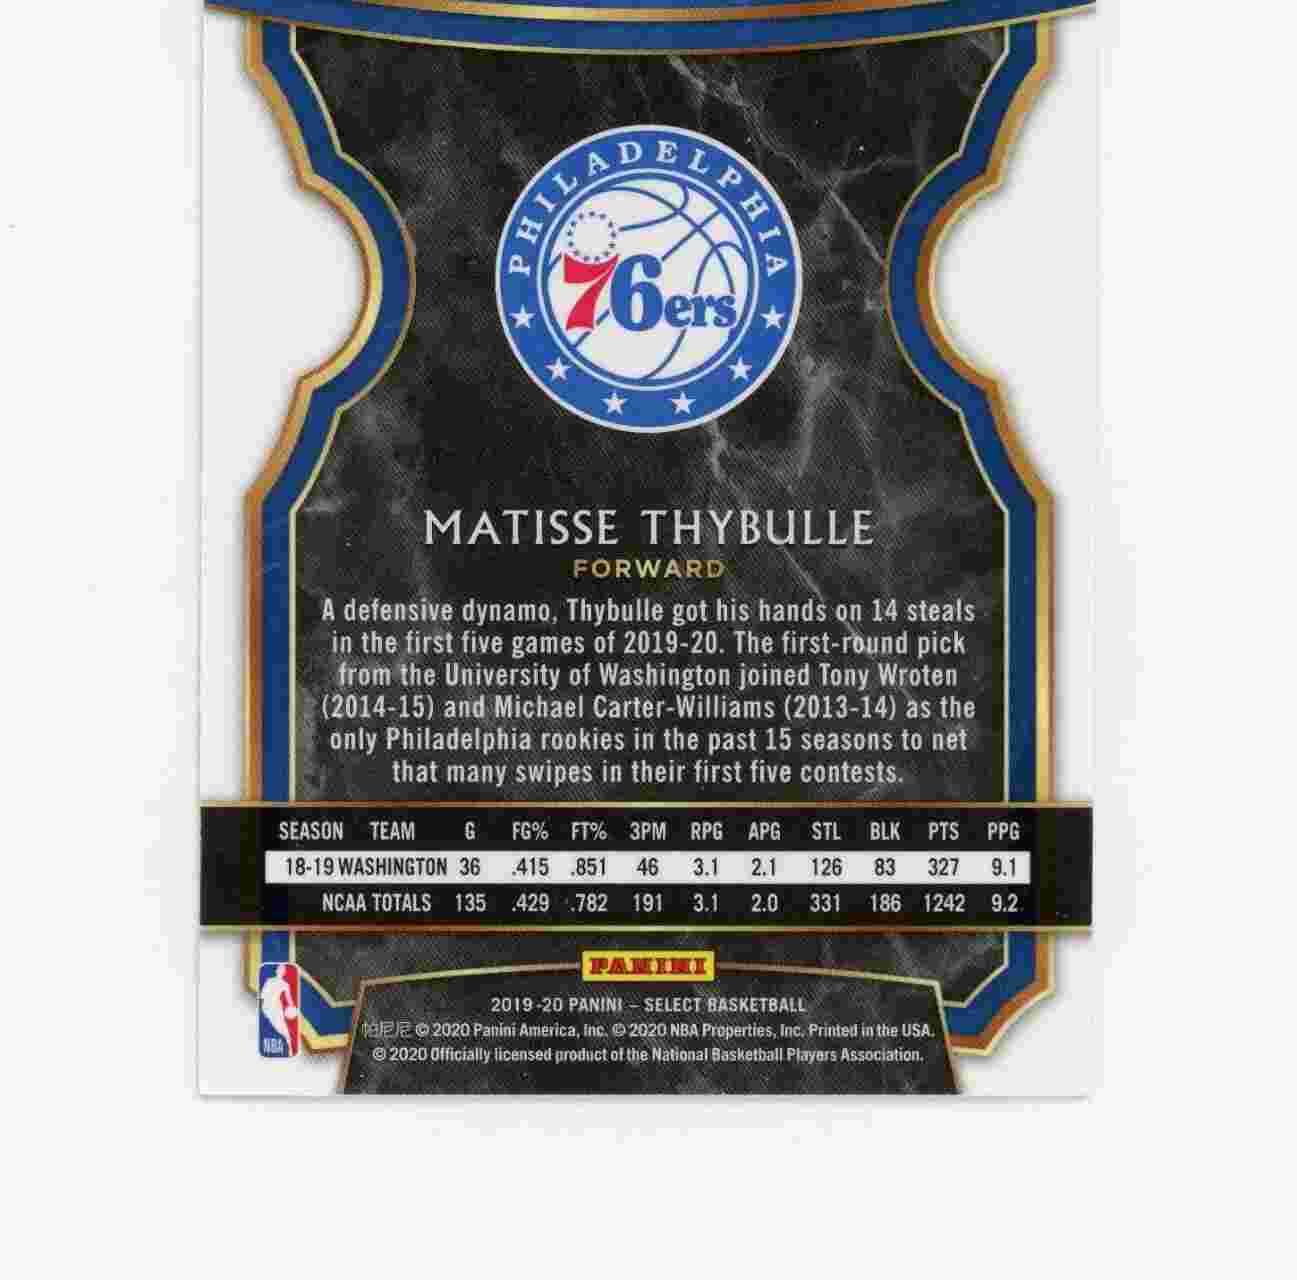 PHILADELPHIA
76ers
MATISSE THYBULLE
FORWARD
A defensive dynamo, Thybulle got his hands on 14 steals
in the first five games of 2019-20. The first-round pick
from the University of Washington joined Tony Wroten
(2014-15) and Michael Carter-Williams (2013-14) as the
only Philadelphia rookies in the past 15 seasons to net
that many swipes in their first five contests.
SEASON TEAM G FG% FT% 3PM RPG APG STL BLK PTS PPG
18-19 WASHINGTON 36 .415 .851 46 3.1 2.1 126 83 327 9.1
NCAA TOTALS 135 .429 .782 191 3.1 2.0 331 186 1242 9.2
PANINI
2019-20 PANINI – SELECT BASKETBALL
帕尼尼 © 2020 Panini America, Inc. © 2020 NBA Properties, Inc. Printed in the USA.
© 2020 Officially licensed product of the National Basketball Players Association.
NBA